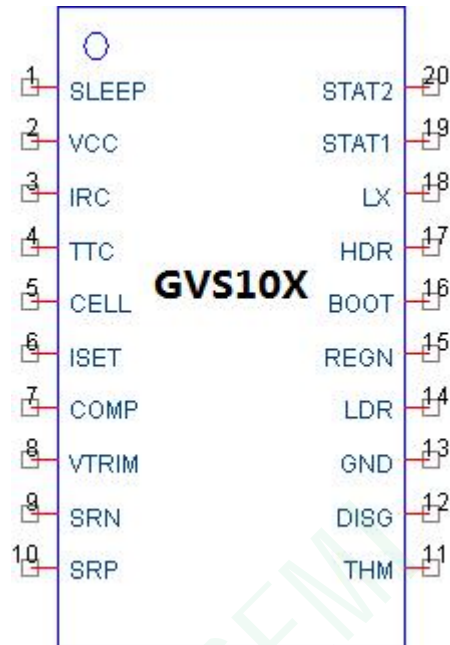 1 SLEEP STAT2 20
2 VCC STAT1 19
3 IRC LX 18
4 TTC HDR 17
GVS10X
5 CELL BOOT 16
6 ISET REGN 15
7 COMP LDR 14
8 VTRIM GND 13
9 SRN DISG 12
10 SRP THM 11
SEMI